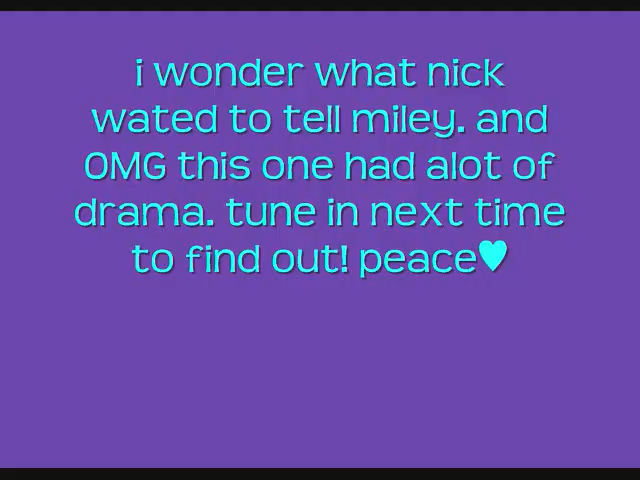 i wonder what nick
wated to tell miley. and
OMG this one had alot of
drama. tune in next time
to find out! peace♥